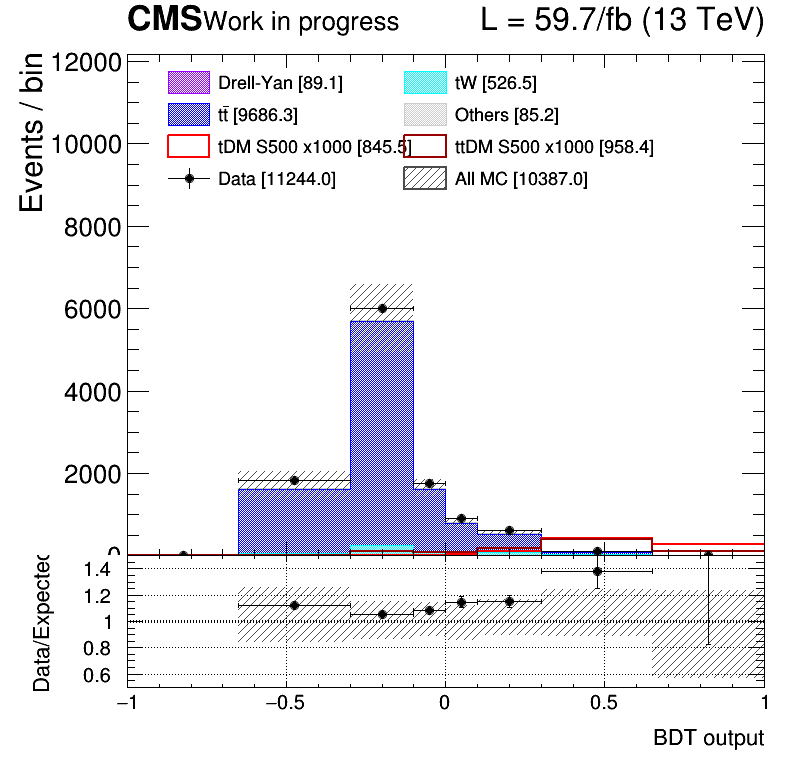 CMS Work in progress L = 59.7/fb (13 TeV)
Events / bin
12000
10000
8000
6000
4000
2000
0
Drell-Yan [89.1] tW [526.5]
tt̄ [9686.3] Others [85.2]
tDM S500 x1000 [845.5] ttDM S500 x1000 [958.4]
Data [11244.0] All MC [10387.0]
Data/Expected
1.4
1.2
1
0.8
0.6
−1 −0.5 0 0.5 1
BDT output